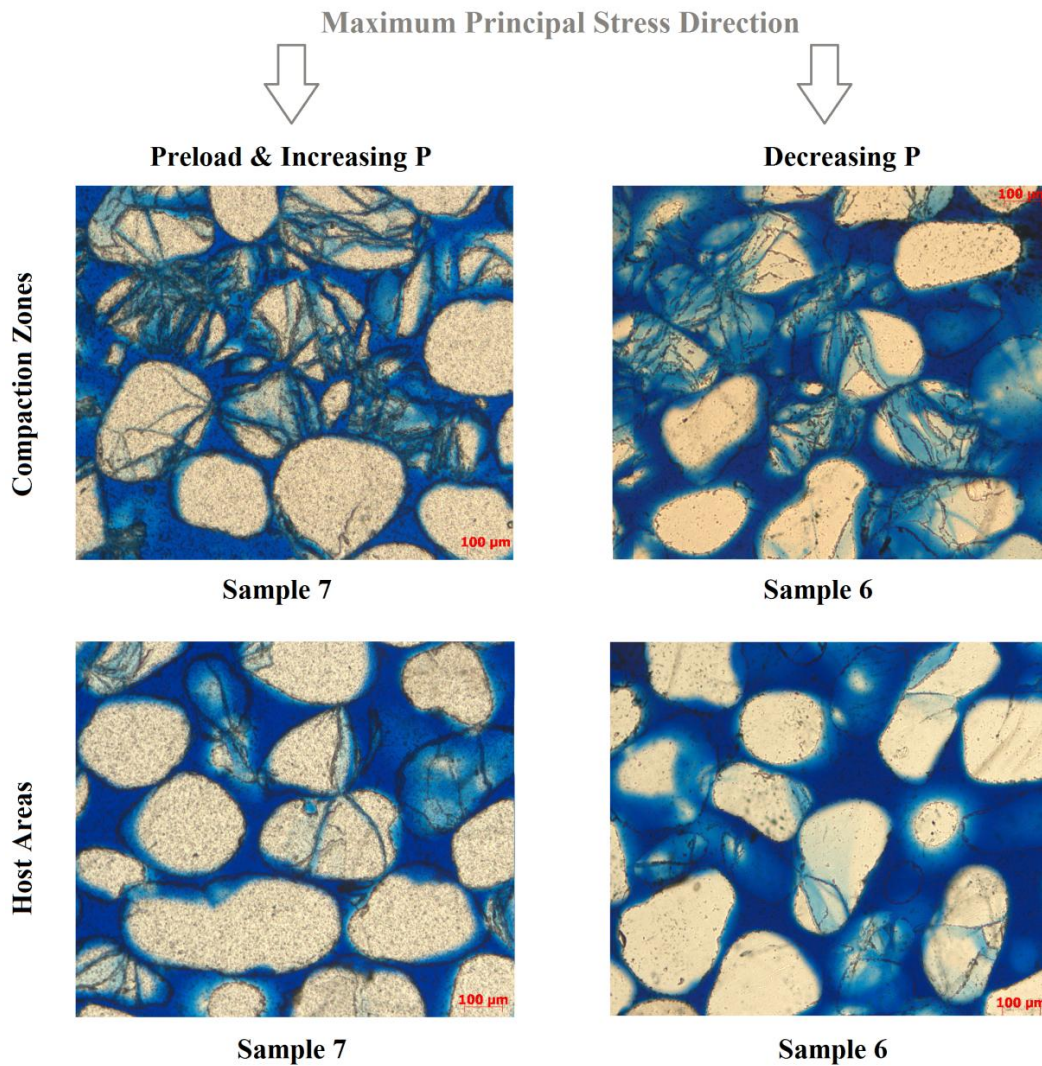 Maximum Principal Stress Direction
Preload & Increasing P
Decreasing P
Compaction Zones
100 µm
100 µm
Sample 7
Sample 6
Host Areas
100 µm
100 µm
Sample 7
Sample 6